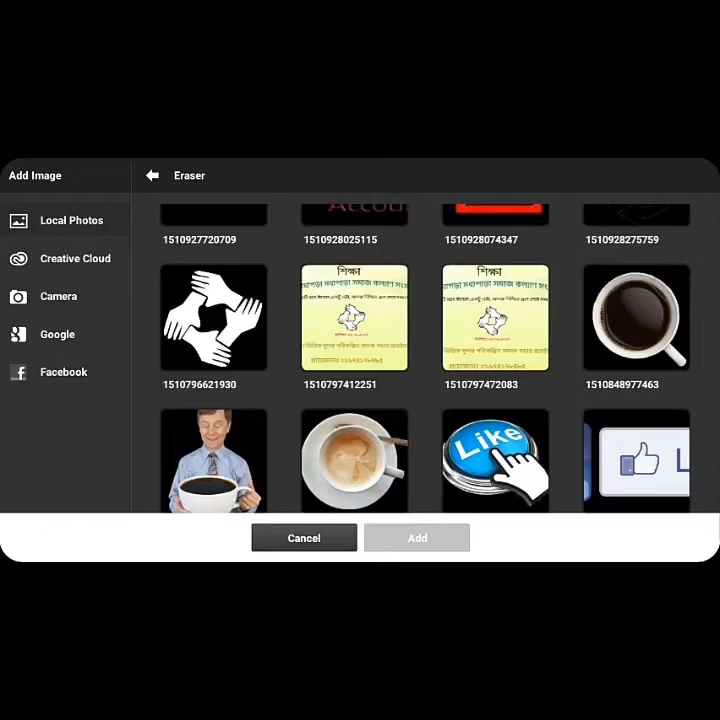 Add Image
Eraser
Local Photos
Creative Cloud
Camera
Google
Facebook
1510927720709
1510928025115
1510928074347
1510928275759
শিক্ষা
শিক্ষা
1510796621930
1510797412251
1510797472083
1510848977463
Like
L
Cancel
Add